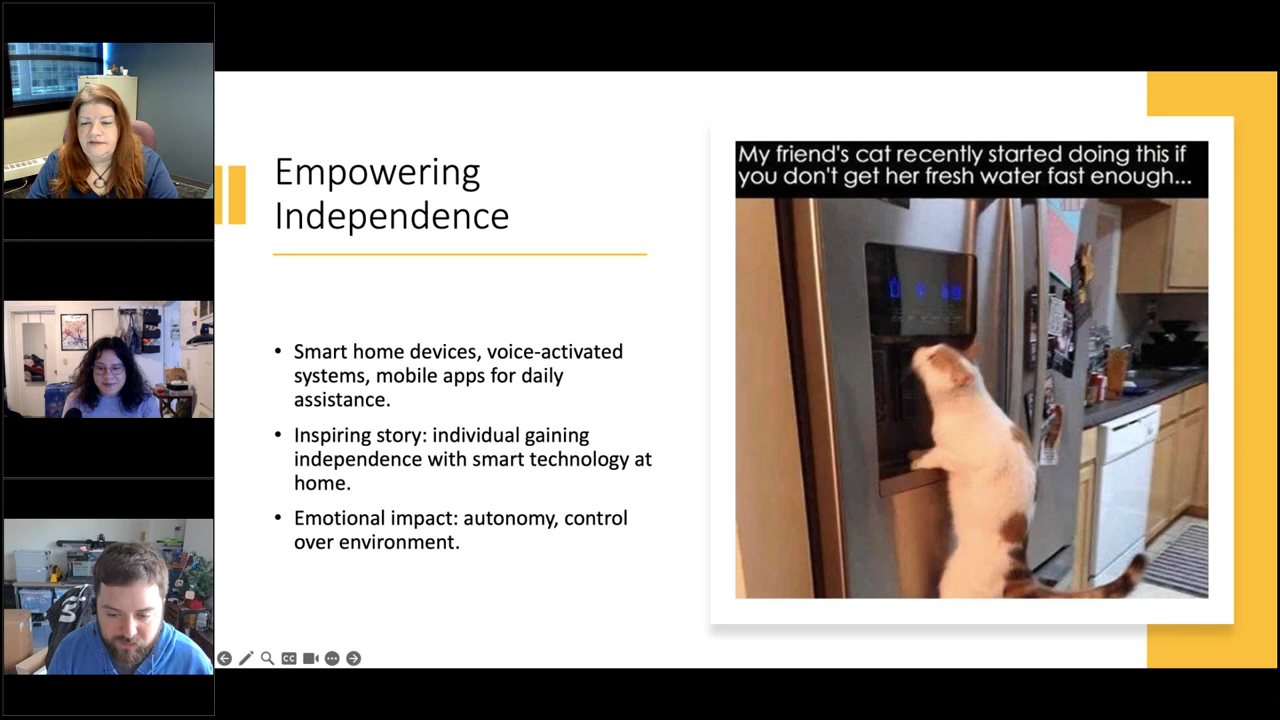 Empowering
Independence
• Smart home devices, voice-activated
systems, mobile apps for daily
assistance.
• Inspiring story: individual gaining
independence with smart technology at
home.
• Emotional impact: autonomy, control
over environment.
My friend's cat recently started doing this if
you don't get her fresh water fast enough...
CC